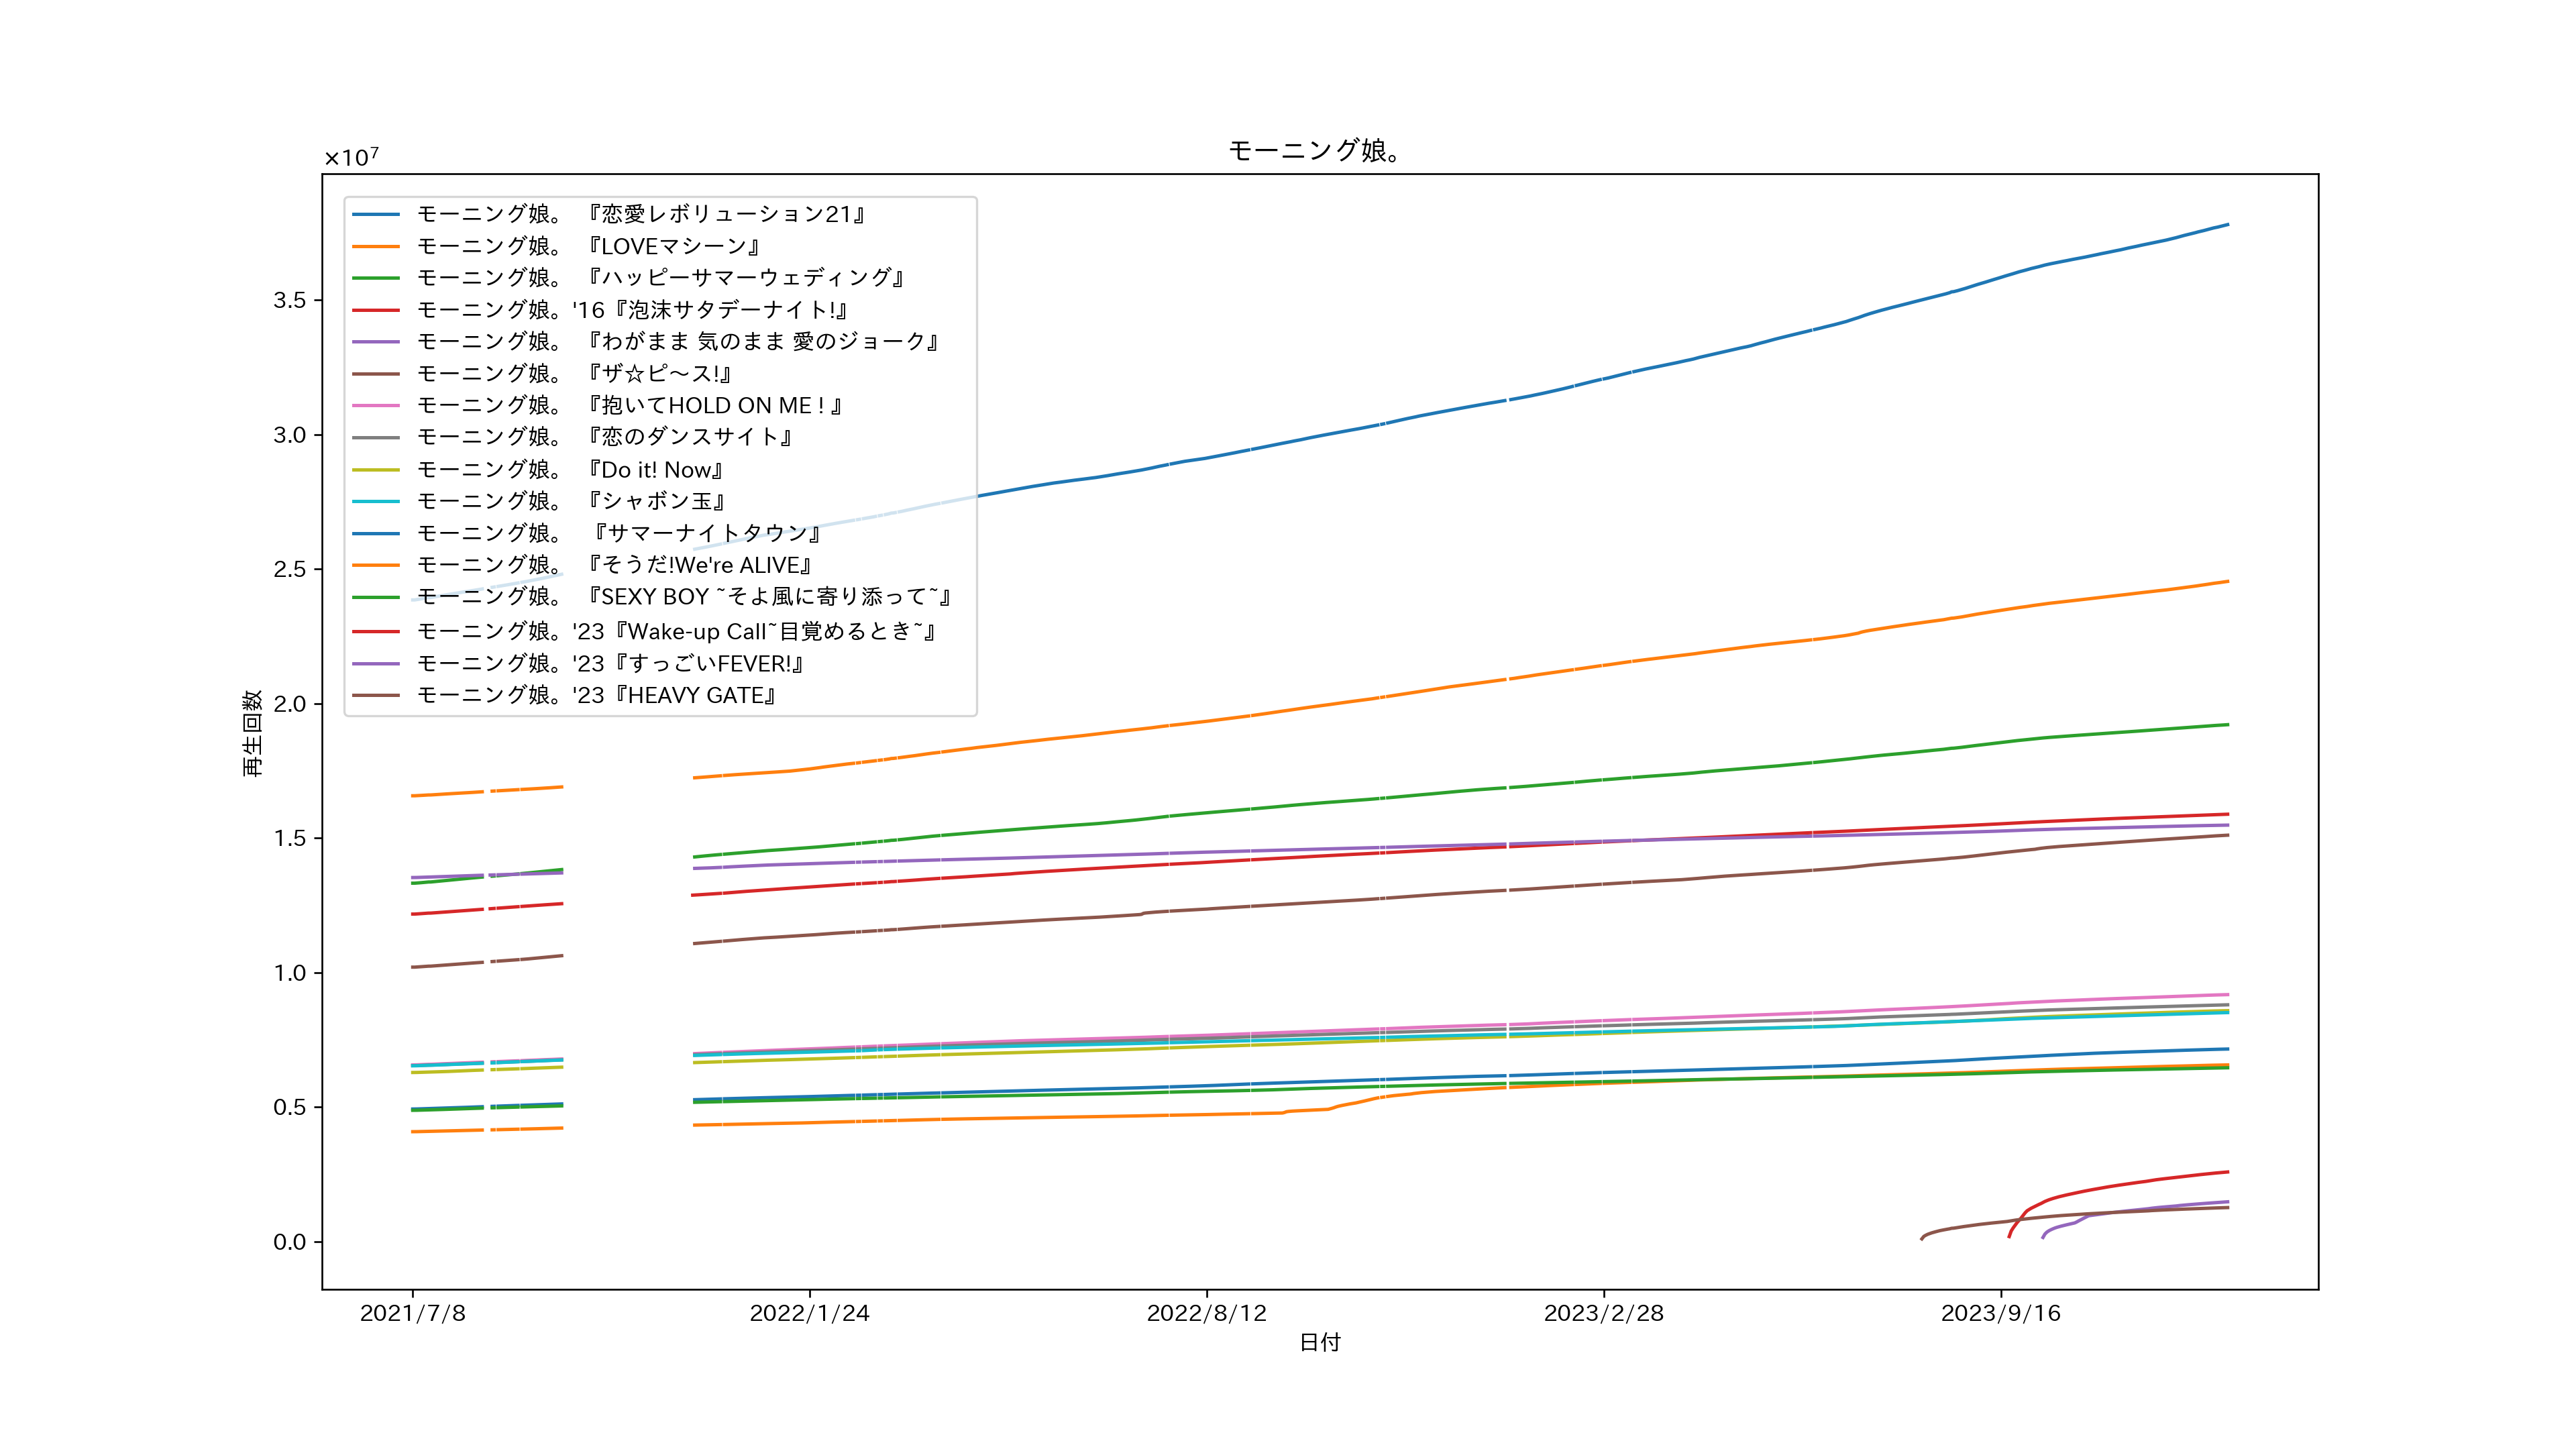 モーニング娘。
×10⁷
モーニング娘。 『恋愛レボリューション21』
モーニング娘。 『LOVEマシーン』
モーニング娘。 『ハッピーサマーウェディング』
モーニング娘。'16『泡沫サタデーナイト!』
モーニング娘。 『わがまま 気のまま 愛のジョーク』
モーニング娘。 『ザ☆ピ～ス!』
モーニング娘。 『抱いてHOLD ON ME ! 』
モーニング娘。 『恋のダンスサイト』
モーニング娘。 『Do it! Now』
モーニング娘。 『シャボン玉』
モーニング娘。 『サマーナイトタウン』
モーニング娘。 『そうだ!We're ALIVE』
モーニング娘。 『SEXY BOY ~そよ風に寄り添って~』
モーニング娘。'23『Wake-up Call~目覚めるとき~』
モーニング娘。'23『すっごいFEVER!』
モーニング娘。'23『HEAVY GATE』
3.5
3.0
2.5
2.0
1.5
1.0
0.5
0.0
再生回数
2021/7/8
2022/1/24
2022/8/12
2023/2/28
2023/9/16
日付